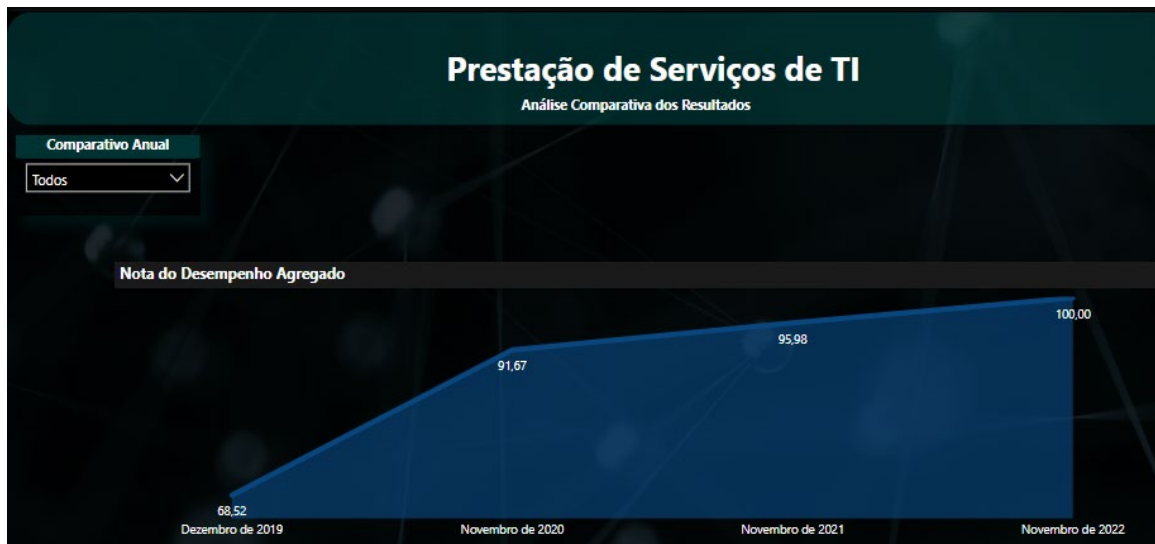 Prestação de Serviços de TI
Análise Comparativa dos Resultados
Comparativo Anual
Todos
Nota do Desempenho Agregado
100,00
95,98
91,67
68,52
Dezembro de 2019
Novembro de 2020
Novembro de 2021
Novembro de 2022